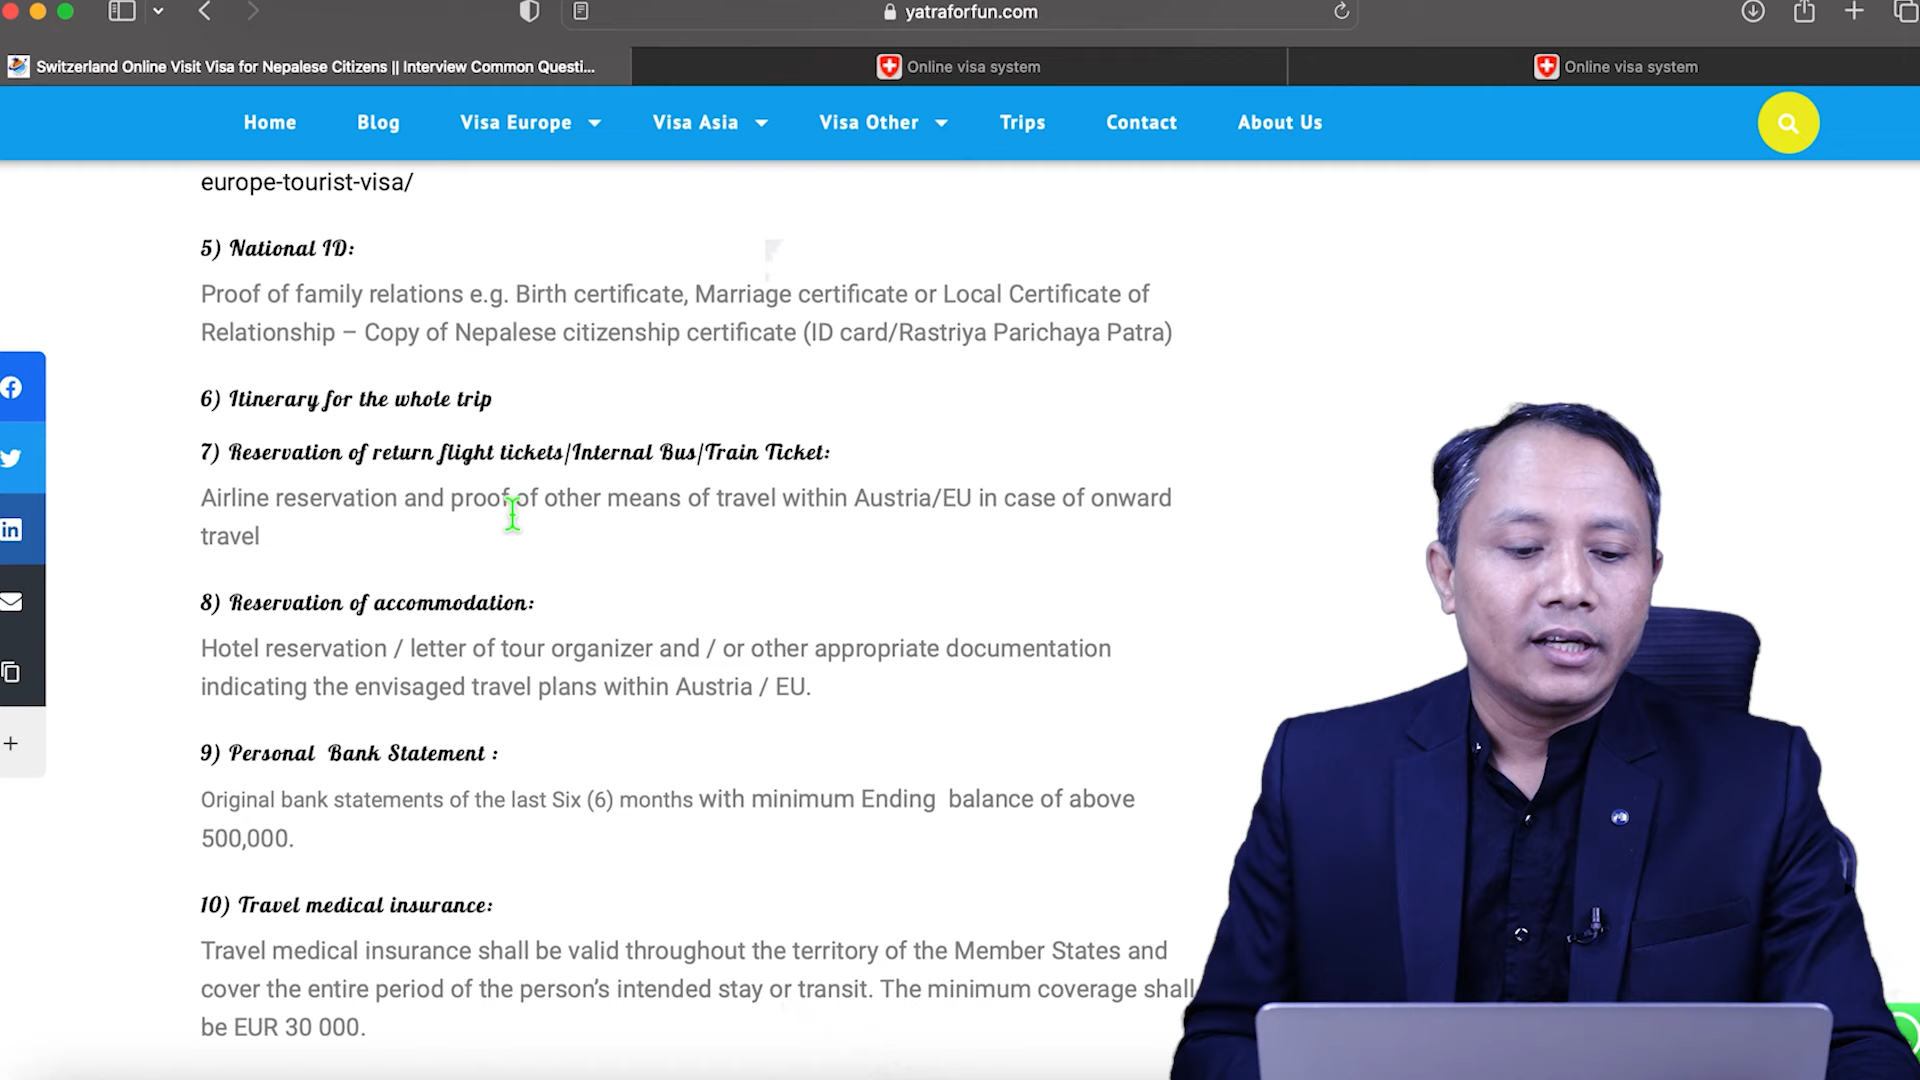 yatraforfun.com
Switzerland Online Visit Visa for Nepalese Citizens || Interview Common Questi...
Online visa system
Online visa system
Home
Blog
Visa Europe
Visa Asia
Visa Other
Trips
Contact
About Us
europe-tourist-visa/
5) National ID:
Proof of family relations e.g. Birth certificate, Marriage certificate or Local Certificate of
Relationship – Copy of Nepalese citizenship certificate (ID card/Rastriya Parichaya Patra)
6) Itinerary for the whole trip
7) Reservation of return flight tickets/Internal Bus/Train Ticket:
Airline reservation and proof of other means of travel within Austria/EU in case of onward
travel
8) Reservation of accommodation:
Hotel reservation / letter of tour organizer and / or other appropriate documentation
indicating the envisaged travel plans within Austria / EU.
9) Personal Bank Statement :
Original bank statements of the last Six (6) months with minimum Ending balance of above
500,000.
10) Travel medical insurance:
Travel medical insurance shall be valid throughout the territory of the Member States and
cover the entire period of the person's intended stay or transit. The minimum coverage shall
be EUR 30 000.